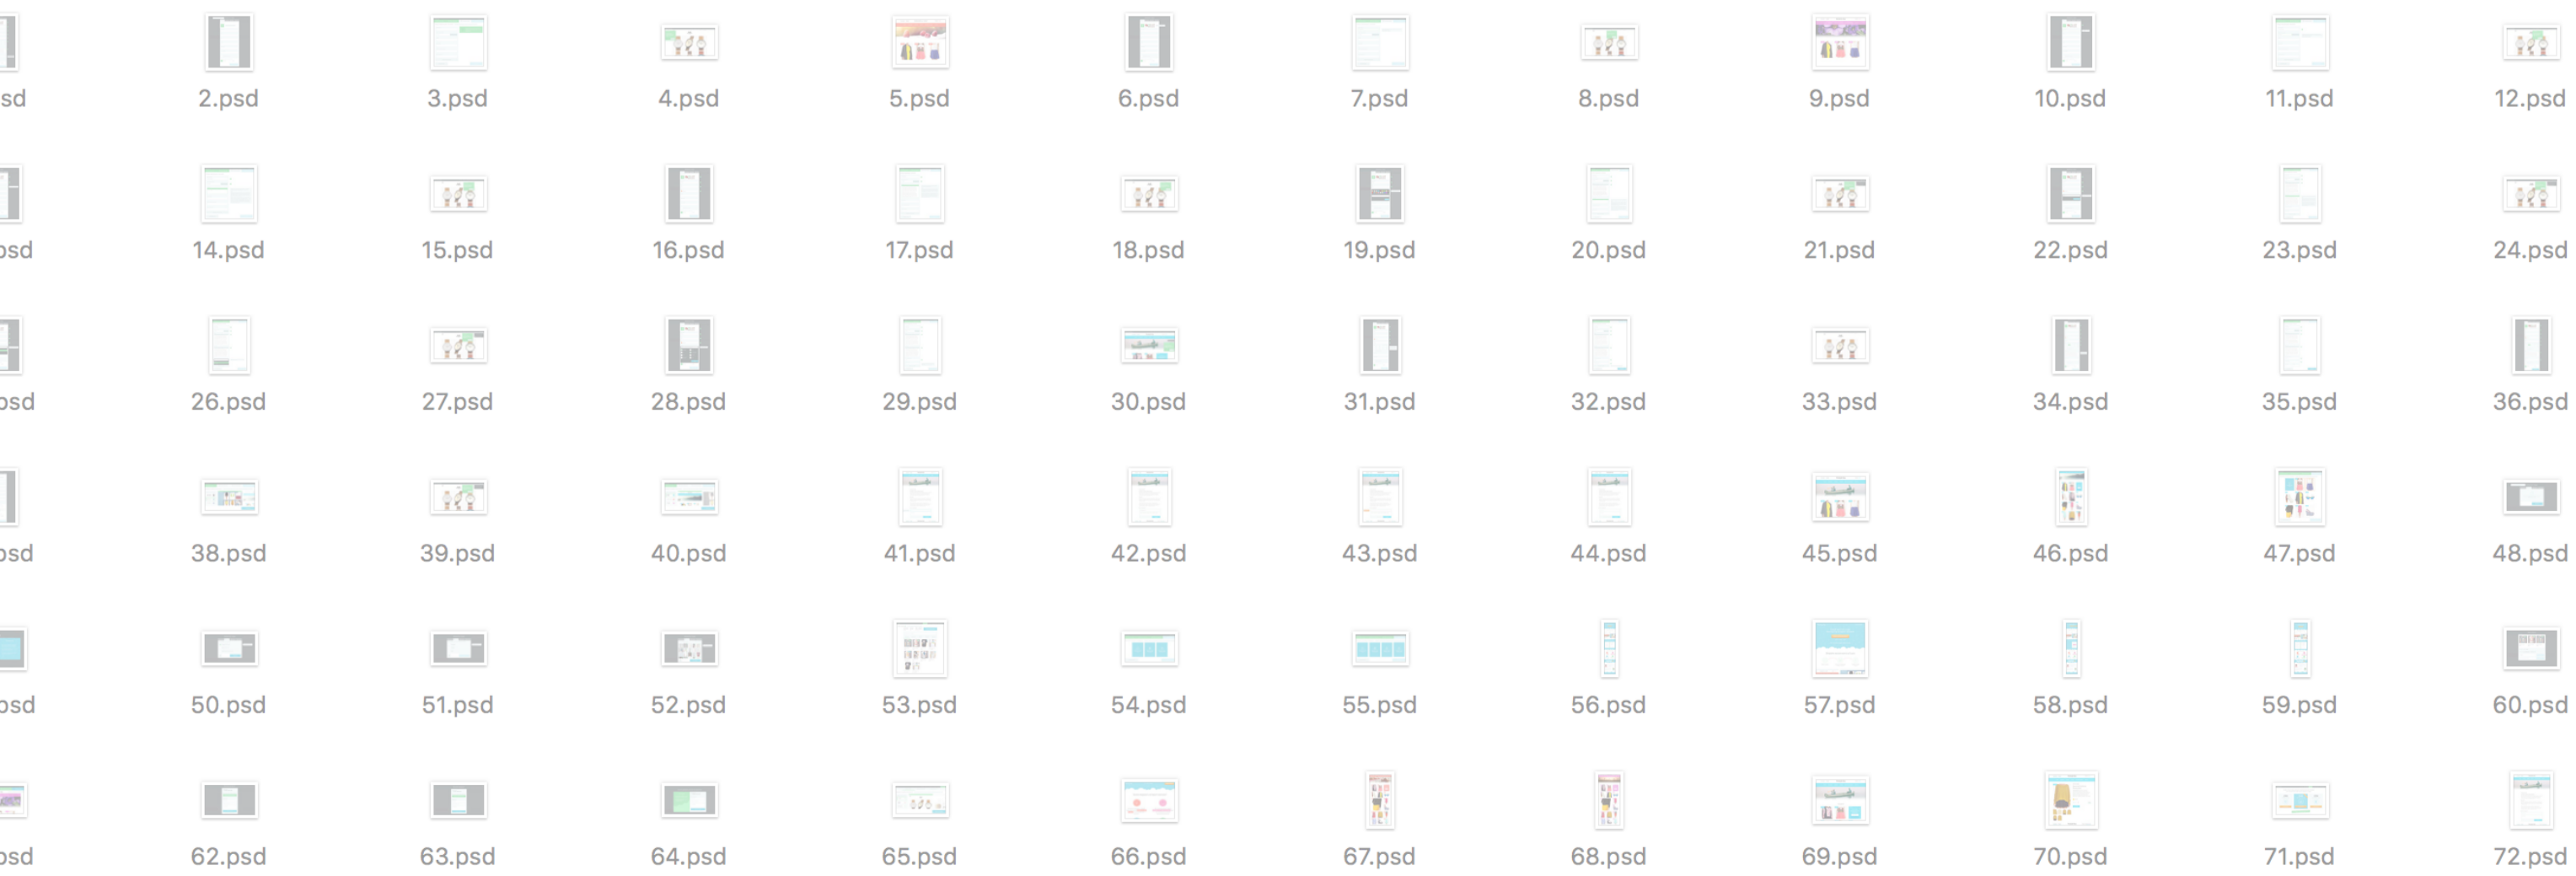 sd 2.psd 3.psd 4.psd 5.psd 6.psd 7.psd 8.psd 9.psd 10.psd 11.psd 12.psd
psd 14.psd 15.psd 16.psd 17.psd 18.psd 19.psd 20.psd 21.psd 22.psd 23.psd 24.psd
psd 26.psd 27.psd 28.psd 29.psd 30.psd 31.psd 32.psd 33.psd 34.psd 35.psd 36.psd
psd 38.psd 39.psd 40.psd 41.psd 42.psd 43.psd 44.psd 45.psd 46.psd 47.psd 48.psd
psd 50.psd 51.psd 52.psd 53.psd 54.psd 55.psd 56.psd 57.psd 58.psd 59.psd 60.psd
psd 62.psd 63.psd 64.psd 65.psd 66.psd 67.psd 68.psd 69.psd 70.psd 71.psd 72.psd